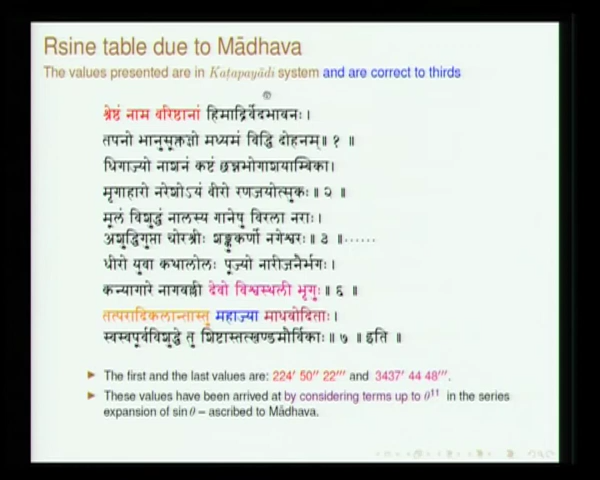 Rsine table due to Mādhava
The values presented are in Kaṭapayādi system and are correct to thirds
श्रेष्ठं नाम वरिष्ठानां हिमाद्रिर्वेदभावनः।
तपनो भानुसूक्तज्ञो मध्यमं विद्धि दोहनम्॥ १ ॥
धिगाज्यो नाशनं कष्टं छन्नभोगाशयाम्बिका।
मृगाहारो नरेशोऽयं वीरो रणजयोत्सुकः॥ २ ॥
मूलं विशुद्धं नालस्य गानेषु विरला नराः।
अशुद्धिगुप्ता चोरश्रीः शङ्कुकर्णो नगेश्वरः॥ ३ ॥......
धीरो युवा कथालोलः पूज्यो नारीजनैर्भगः।
कन्यागारे नागवल्ली देवो विश्वस्थली भृगुः॥ ६ ॥
तत्परादिकलान्तास्तु महाज्या माधवोदिताः।
स्वस्वपूर्वविशुद्धे तु शिष्टास्तत्खण्डमौर्विकाः॥ ७ ॥ इति ॥
► The first and the last values are: 224′ 50″ 22‴ and 3437′ 44 48‴.
► These values have been arrived at by considering terms up to θ¹¹ in the series
expansion of sin θ – ascribed to Mādhava.